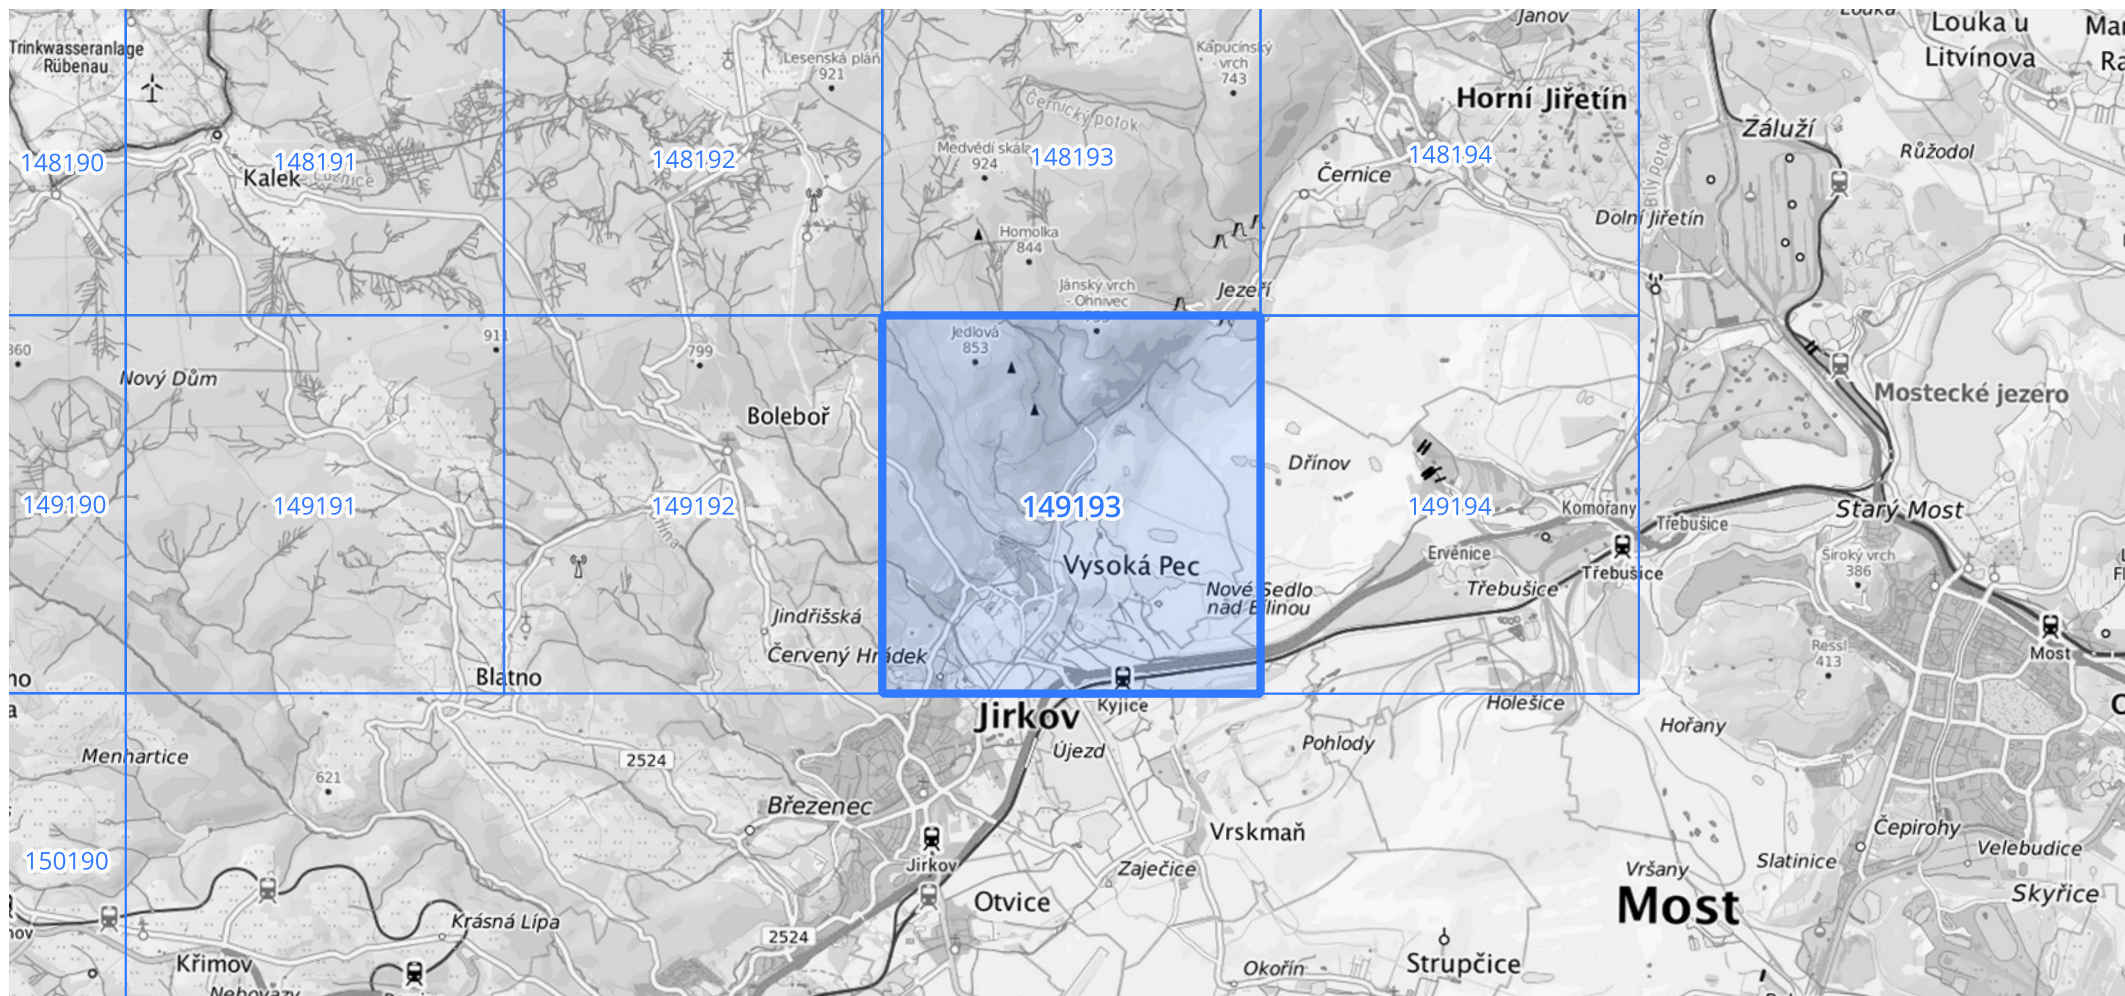 Trinkwasseranlage
Rübenau
Lesenská pláň
921
Kapucínský
vrch
743
Janov
Louka u
Litvínova
Horní Jiřetín
Záluží
Růžodol
Černický potok
Medvědí skála
924
148190
148191
148192
148193
148194
Kalek
Černice
Bílý potok
Dolní Jiřetín
Homolka
844
Jánský vrch
- Ohnivec
Jezeří
911
799
Jedlová
853
Nový Dům
Boleboř
Mostecké jezero
Dřínov
149190
149191
149192
149193
149194
Komořany
Třebušice
Starý Most
Ervěnice
Třebušice
Třebušice
Široký vrch
386
Vysoká Pec
Nové Sedlo
nad Bílinou
Jindřišská
Červený Hrádek
Ressl
413
Most
Blatno
Kyjice
Jirkov
Újezd
Holešice
Hořany
Pohlody
Menhartice
2524
621
Březenec
Vrskmaň
Čepirohy
Velebudice
150190
Jirkov
Zaječice
Vršany
Slatinice
Otvice
Most
Skyřice
Krásná Lípa
2524
Křimov
Strupčice
Okořín
Nebovazy